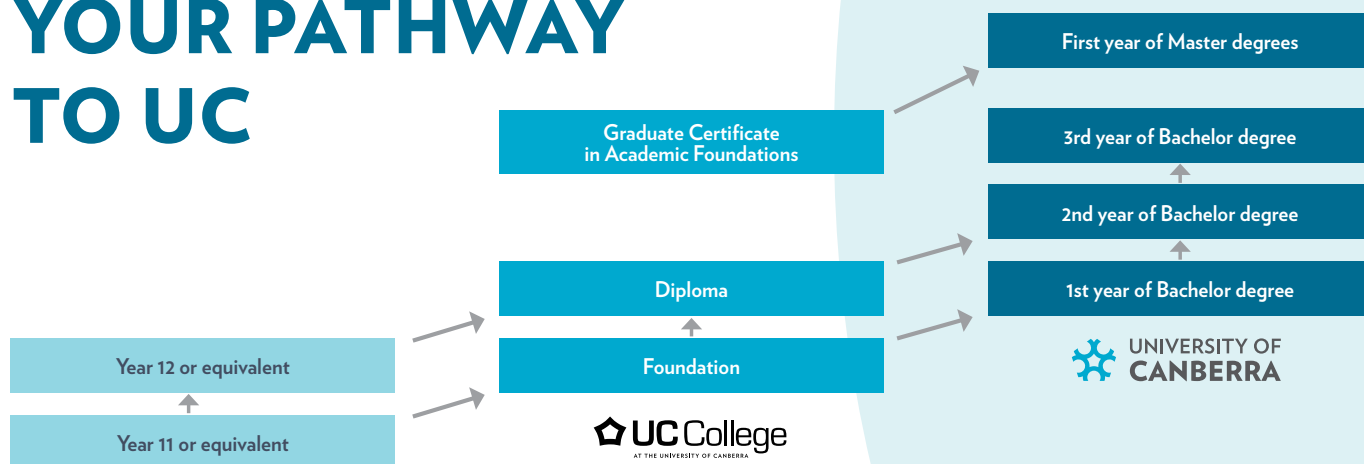 YOUR PATHWAY
TO UC
First year of Master degrees
Graduate Certificate
in Academic Foundations
3rd year of Bachelor degree
2nd year of Bachelor degree
Diploma
1st year of Bachelor degree
Year 12 or equivalent
Foundation
UNIVERSITY OF
CANBERRA
Year 11 or equivalent
UC College
AT THE UNIVERSITY OF CANBERRA